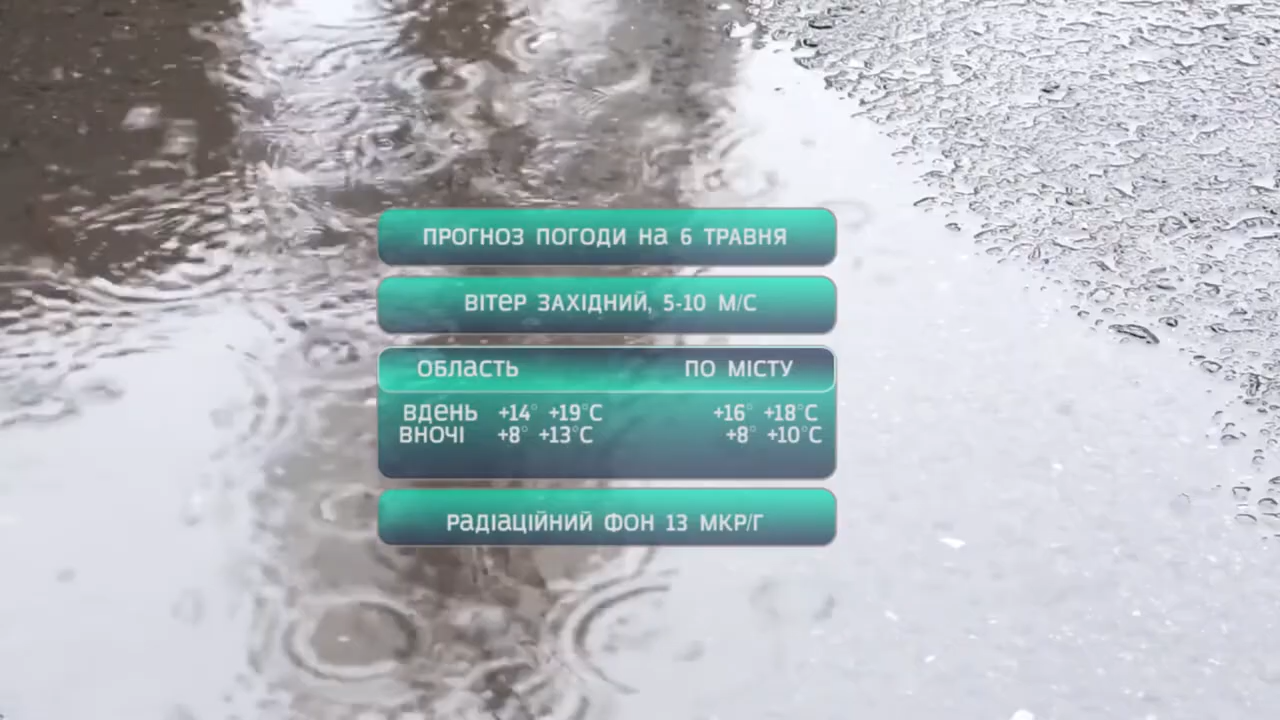 ПРОГНОЗ ПОГОДИ На 6 ТРАВНЯ
ВІТеР ЗАХІДНИЙ, 5-10 М/С
ОБЛаСТЬ ПО МІСТУ
ВДеНЬ +14° +19°С +16° +18°С
ВНОЧІ +8° +13°С +8° +10°С
РаДІаЦІЙНИЙ ФОН 13 МКР/Г